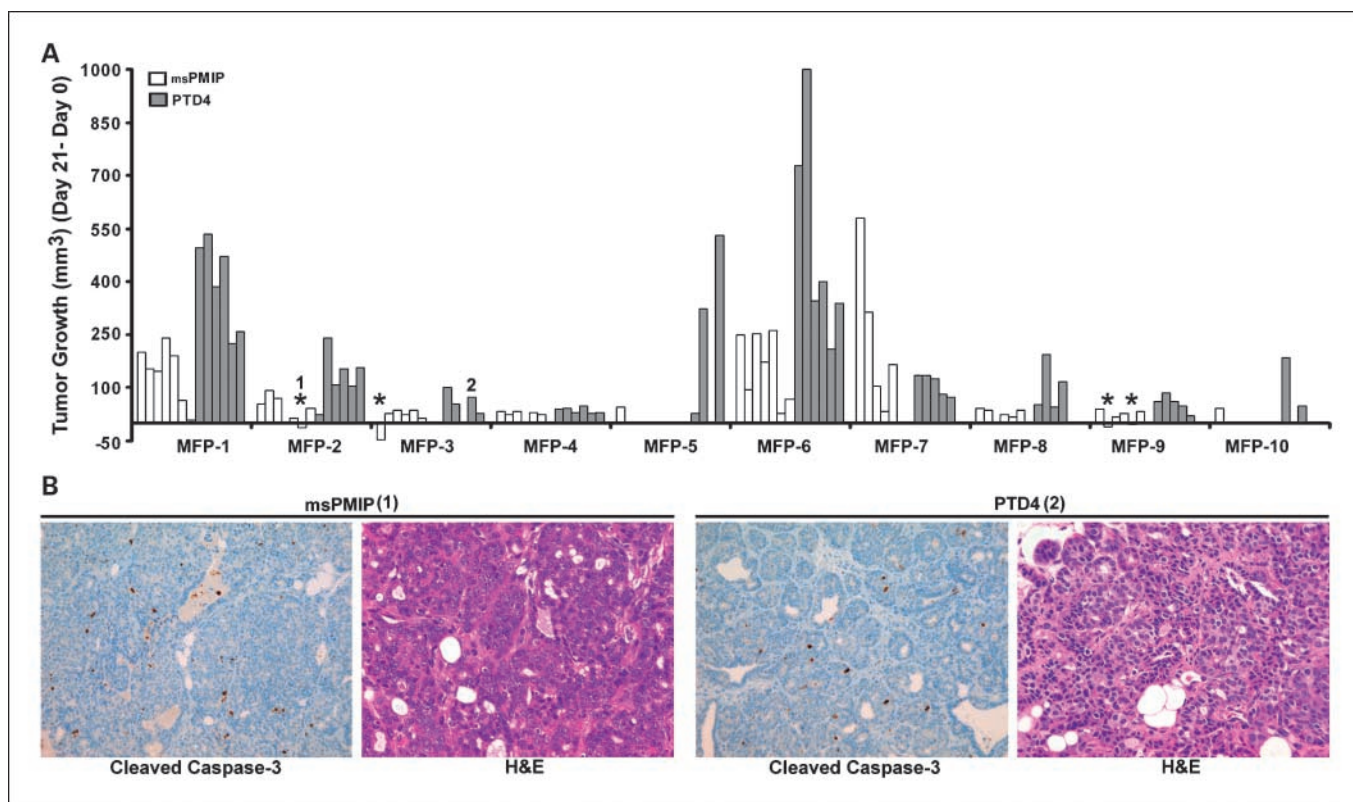 A
Tumor Growth (mm³) (Day 21- Day 0)
1000
850
700
550
400
250
100
-50
msPMIP
PTD4
1
*
*
2
*
*
MFP-1 MFP-2 MFP-3 MFP-4 MFP-5 MFP-6 MFP-7 MFP-8 MFP-9 MFP-10
B
msPMIP (1) PTD4 (2)
Cleaved Caspase-3 H&E Cleaved Caspase-3 H&E